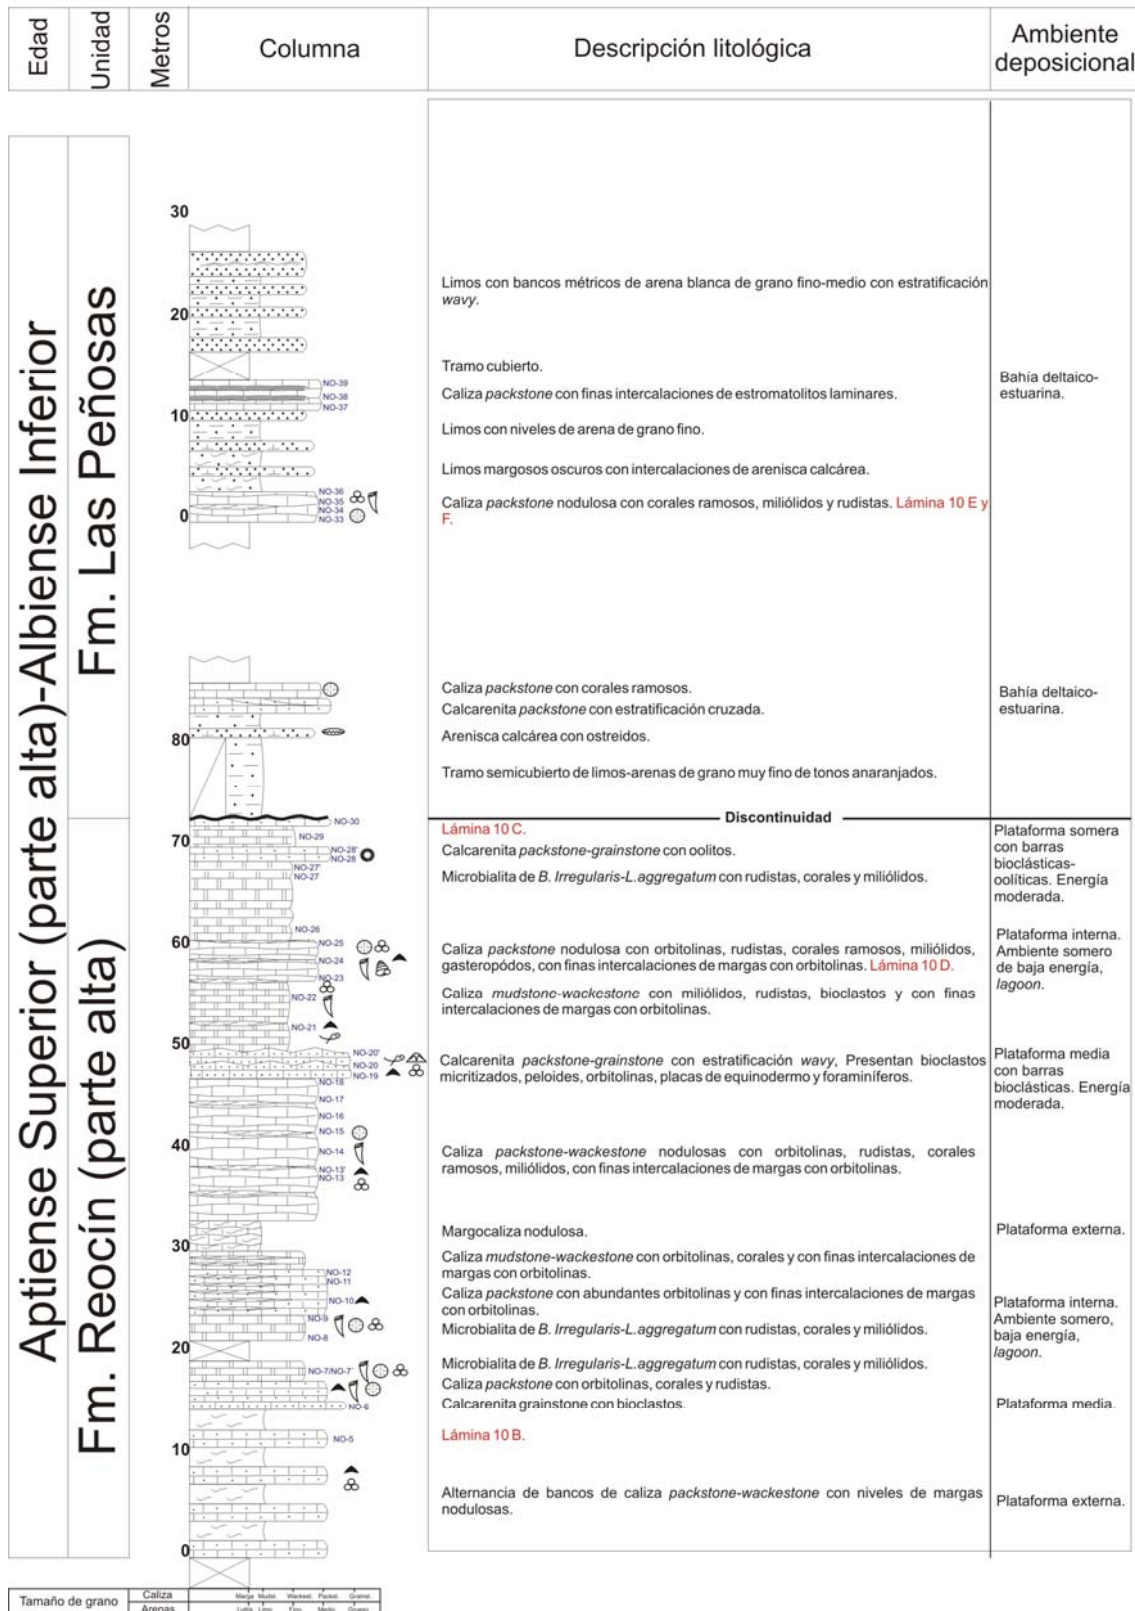 Edad
Unidad
Metros
Columna
Descripción litológica
Ambiente
deposicional
Aptiense Superior (parte alta)-Albiense Inferior
Fm. Las Peñosas
Fm. Reocín (parte alta)
30
Limos con bancos métricos de arena blanca de grano fino-medio con estratificación
wavy.
20
Tramo cubierto.
NO-39
NO-38
NO-37
Caliza packstone con finas intercalaciones de estromatolitos laminares.
Bahía deltaico-
estuarina.
10
Limos con niveles de arena de grano fino.
Limos margosos oscuros con intercalaciones de arenisca calcárea.
NO-36
NO-35
NO-34
NO-33
0
Caliza packstone nodulosa con corales ramosos, miliólidos y rudistas. Lámina 10 E y
F.
Caliza packstone con corales ramosos.
Calcarenita packstone con estratificación cruzada.
Bahía deltaico-
estuarina.
80
Arenisca calcárea con ostreidos.
Tramo semicubierto de limos-arenas de grano muy fino de tonos anaranjados.
Discontinuidad
NO-30
Lámina 10 C.
70
NO-29
NO-28'
NO-28
Calcarenita packstone-grainstone con oolitos.
NO-27'
NO-27
Microbialita de B. Irregularis-L.aggregatum con rudistas, corales y miliólidos.
Plataforma somera
con barras
bioclásticas-
oolíticas. Energía
moderada.
NO-26
60
NO-25
NO-24
NO-23
Caliza packstone nodulosa con orbitolinas, rudistas, corales ramosos, miliólidos,
gasteropódos, con finas intercalaciones de margas con orbitolinas. Lámina 10 D.
Plataforma interna.
Ambiente somero
de baja energía,
lagoon.
NO-22
NO-21
Caliza mudstone-wackestone con miliólidos, rudistas, bioclastos y con finas
intercalaciones de margas con orbitolinas.
50
NO-20'
NO-20
NO-19
Calcarenita packstone-grainstone con estratificación wavy, Presentan bioclastos
micritizados, peloides, orbitolinas, placas de equinodermo y foraminíferos.
Plataforma media
con barras
bioclásticas. Energía
moderada.
NO-18
NO-17
NO-16
NO-15
40
NO-14
NO-13'
NO-13
Caliza packstone-wackestone nodulosas con orbitolinas, rudistas, corales
ramosos, miliólidos, con finas intercalaciones de margas con orbitolinas.
Margocaliza nodulosa.
Plataforma externa.
30
Caliza mudstone-wackestone con orbitolinas, corales y con finas intercalaciones de
margas con orbitolinas.
NO-12
NO-11
NO-10
Caliza packstone con abundantes orbitolinas y con finas intercalaciones de margas
con orbitolinas.
NO-9
NO-8
Microbialita de B. Irregularis-L.aggregatum con rudistas, corales y miliólidos.
Plataforma interna.
Ambiente somero,
baja energía,
lagoon.
20
NO-7/NO-7'
Microbialita de B. Irregularis-L.aggregatum con rudistas, corales y miliólidos.
Caliza packstone con orbitolinas, corales y rudistas.
NO-6
Calcarenita grainstone con bioclastos.
Plataforma media.
NO-5
Lámina 10 B.
10
Alternancia de bancos de caliza packstone-wackestone con niveles de margas
nodulosas.
Plataforma externa.
0
Tamaño de grano
Caliza
Marga Mudst. Wackest. Packst. Grainst.
Arenas
Lutita Limo Fino Medio Grueso